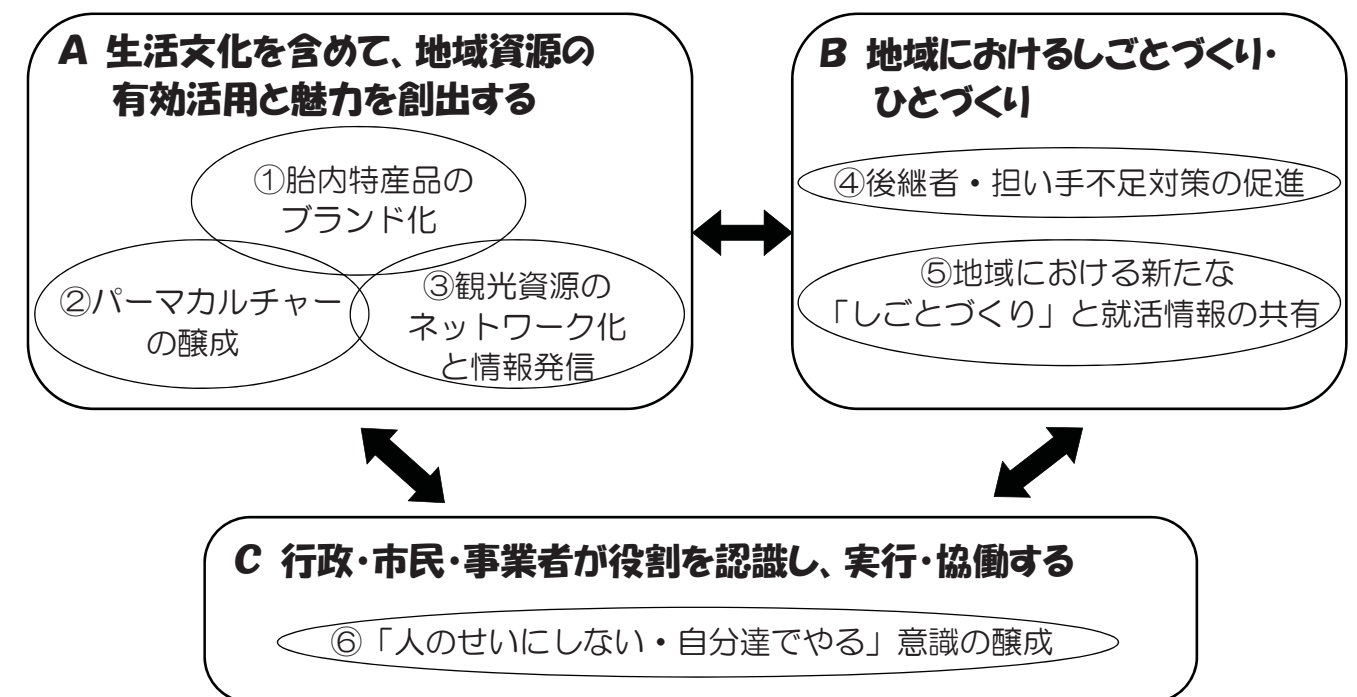 A 生活文化を含めて、地域資源の
有効活用と魅力を創出する
①胎内特産品の
ブランド化
②パーマカルチャー
の醸成
③観光資源の
ネットワーク化
と情報発信
B 地域におけるしごとづくり・
ひとづくり
④後継者・担い手不足対策の促進
⑤地域における新たな
「しごとづくり」と就活情報の共有
C 行政・市民・事業者が役割を認識し、実行・協働する
⑥「人のせいにしない・自分達でやる」意識の醸成